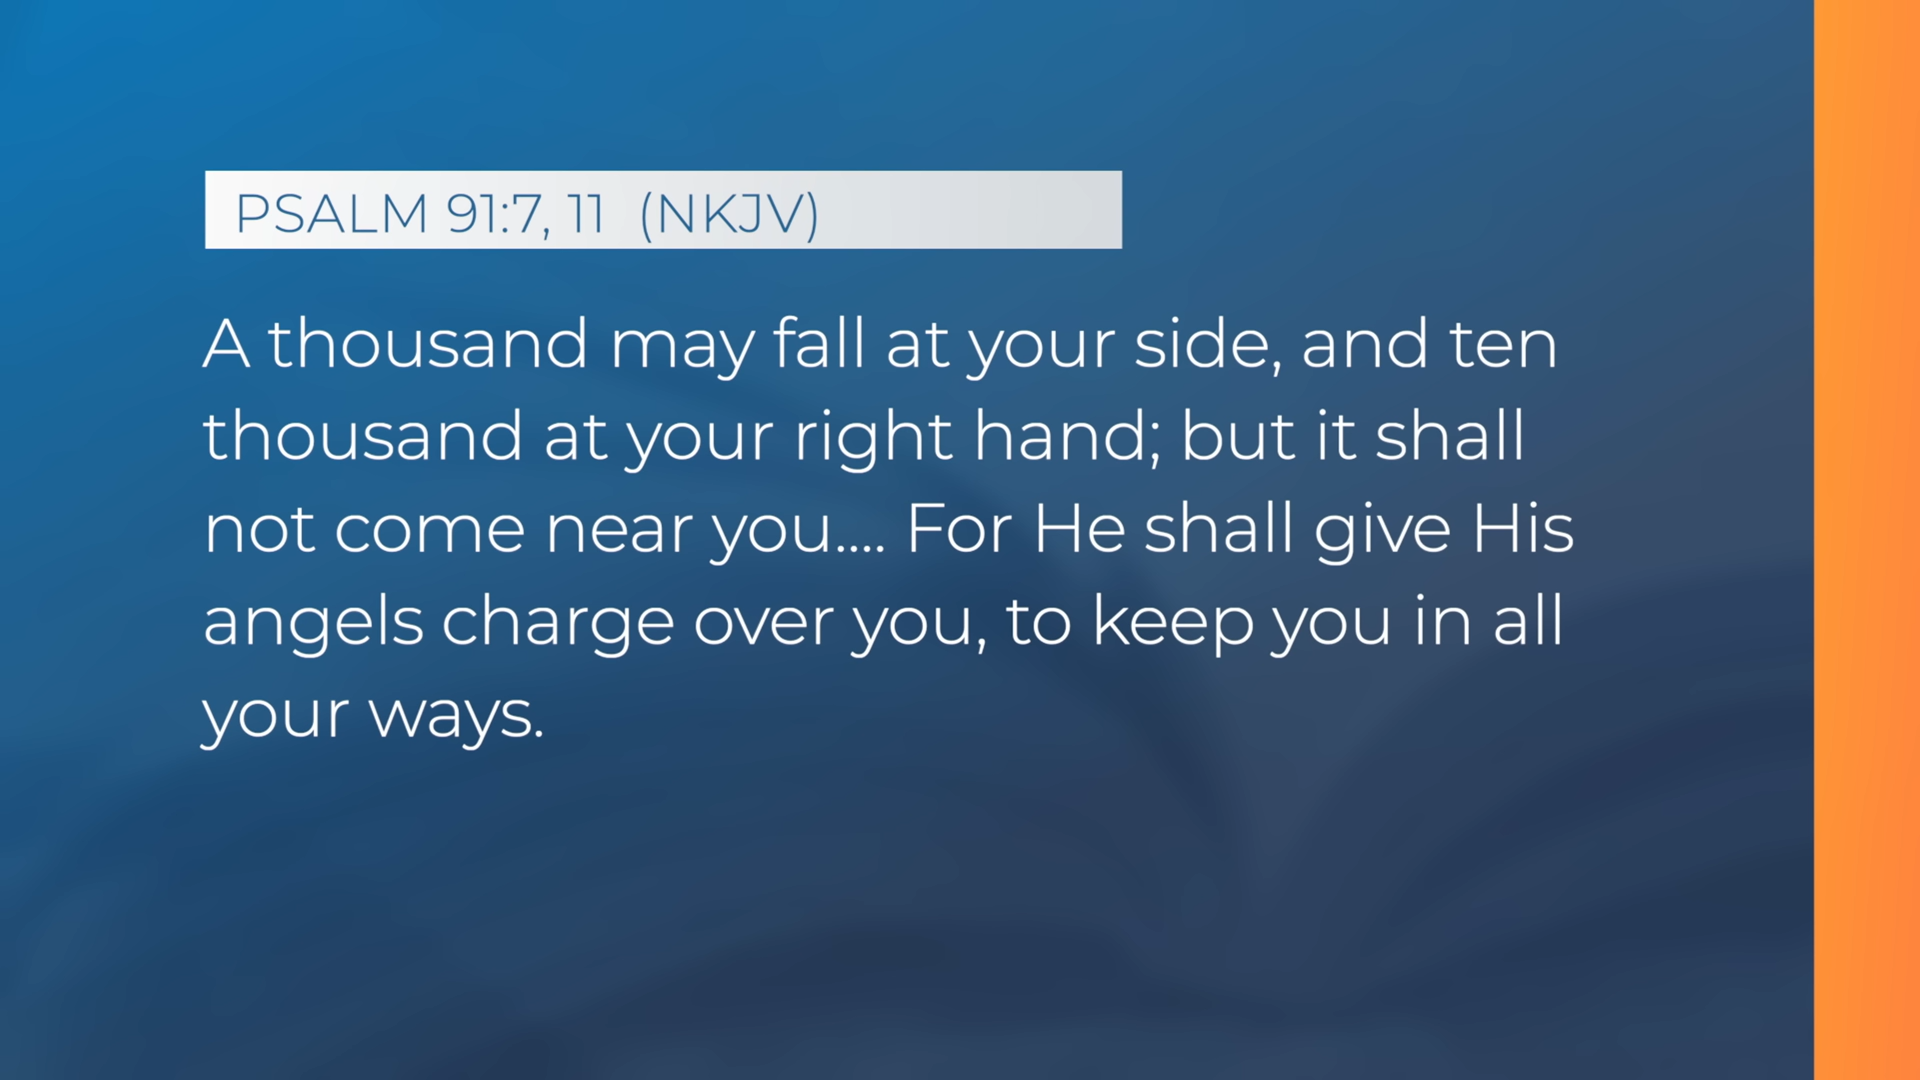 PSALM 91:7, 11 (NKJV)
A thousand may fall at your side, and ten
thousand at your right hand; but it shall
not come near you.... For He shall give His
angels charge over you, to keep you in all
your ways.